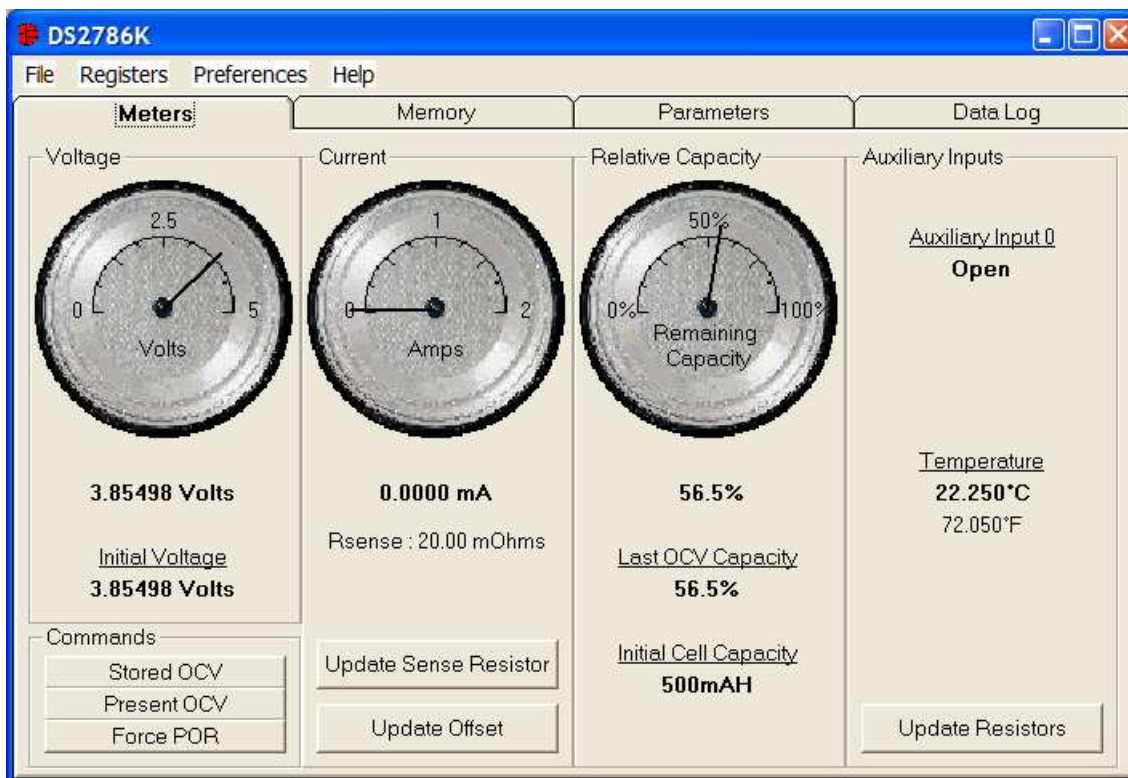 DS2786K
File Registers Preferences Help
Meters Memory Parameters Data Log
Voltage
2.5
0 5
Volts
3.85498 Volts
Initial Voltage
3.85498 Volts
Commands
Stored OCV
Present OCV
Force POR
Current
1
0 2
Amps
0.0000 mA
Rsense : 20.00 mOhms
Update Sense Resistor
Update Offset
Relative Capacity
50%
0% 100%
Remaining
Capacity
56.5%
Last OCV Capacity
56.5%
Initial Cell Capacity
500mAH
Auxiliary Inputs
Auxiliary Input 0
Open
Temperature
22.250°C
72.050°F
Update Resistors